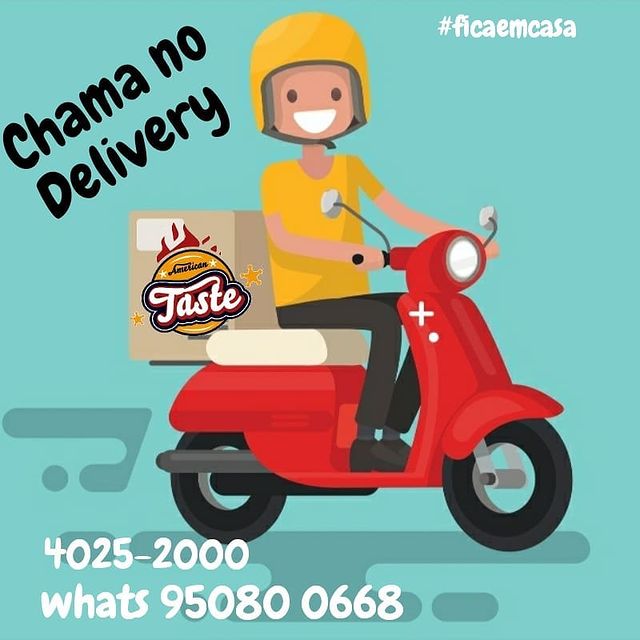 #ficaemcasa
Chama no
Delivery
American
Taste
4025-2000
whats 95080 0668